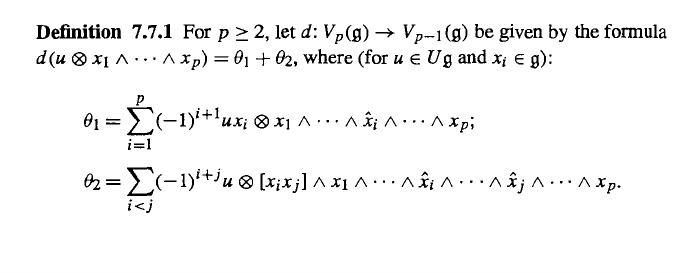 Definition 7.7.1 For p ≥ 2, let d: V_p(𝔤) → V_{p−1}(𝔤) be given by the formula
d(u ⊗ x_1 ∧ ⋯ ∧ x_p) = θ_1 + θ_2, where (for u ∈ U𝔤 and x_i ∈ 𝔤):
θ_1 = ∑_{i=1}^{p} (−1)^{i+1} u x_i ⊗ x_1 ∧ ⋯ ∧ x̂_i ∧ ⋯ ∧ x_p;
θ_2 = ∑_{i<j} (−1)^{i+j} u ⊗ [x_i x_j] ∧ x_1 ∧ ⋯ ∧ x̂_i ∧ ⋯ ∧ x̂_j ∧ ⋯ ∧ x_p.